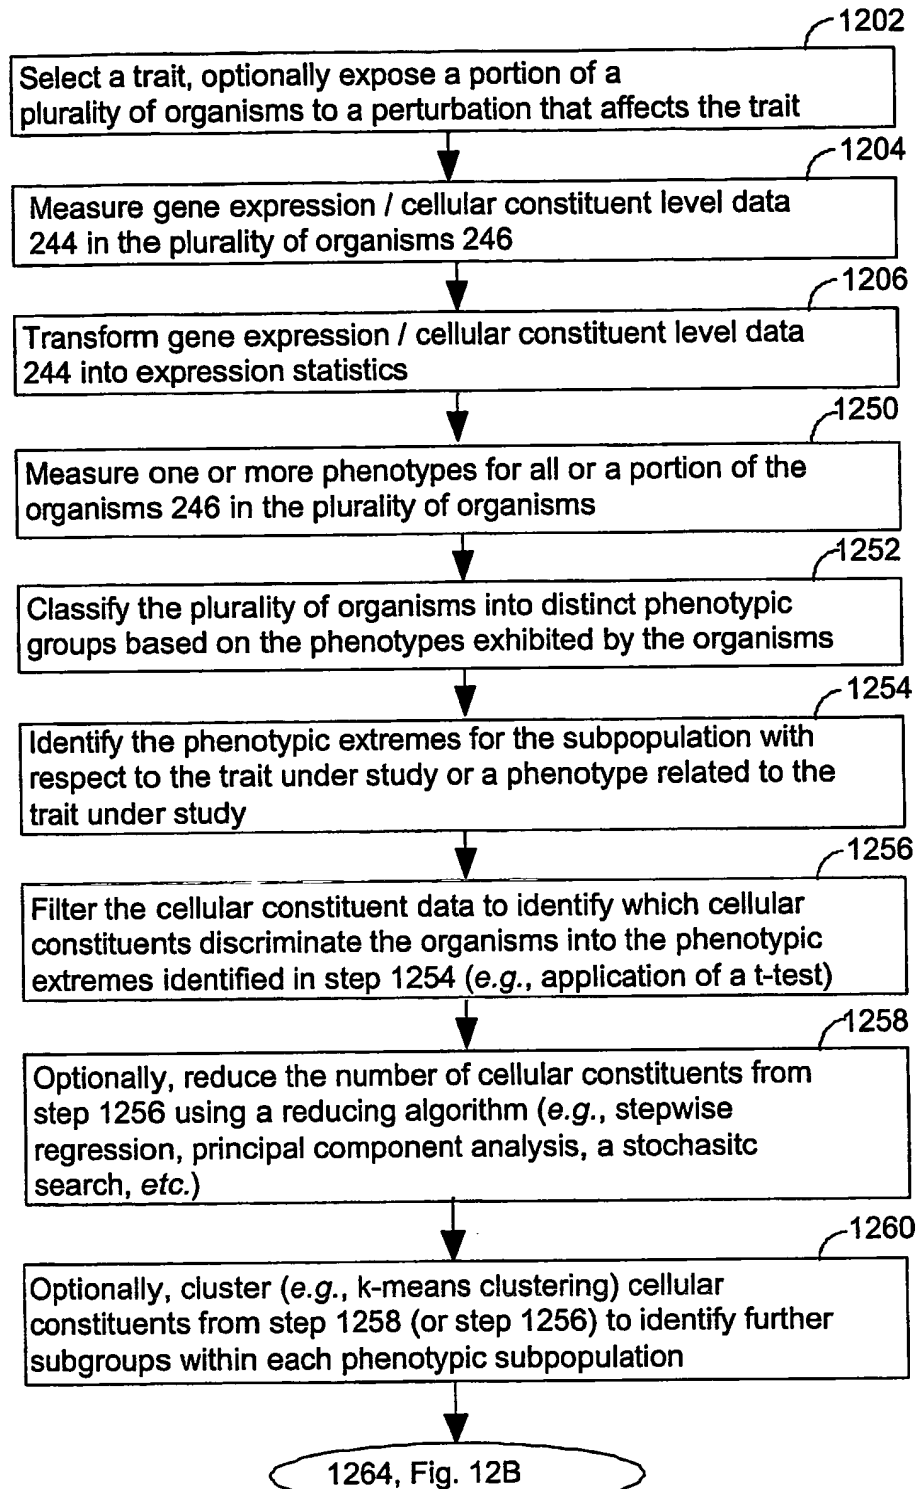 1202
Select a trait, optionally expose a portion of a
plurality of organisms to a perturbation that affects the trait
1204
Measure gene expression / cellular constituent level data
244 in the plurality of organisms 246
1206
Transform gene expression / cellular constituent level data
244 into expression statistics
1250
Measure one or more phenotypes for all or a portion of the
organisms 246 in the plurality of organisms
1252
Classify the plurality of organisms into distinct phenotypic
groups based on the phenotypes exhibited by the organisms
1254
Identify the phenotypic extremes for the subpopulation with
respect to the trait under study or a phenotype related to the
trait under study
1256
Filter the cellular constituent data to identify which cellular
constituents discriminate the organisms into the phenotypic
extremes identified in step 1254 (e.g., application of a t-test)
1258
Optionally, reduce the number of cellular constituents from
step 1256 using a reducing algorithm (e.g., stepwise
regression, principal component analysis, a stochasitc
search, etc.)
1260
Optionally, cluster (e.g., k-means clustering) cellular
constituents from step 1258 (or step 1256) to identify further
subgroups within each phenotypic subpopulation
1264, Fig. 12B